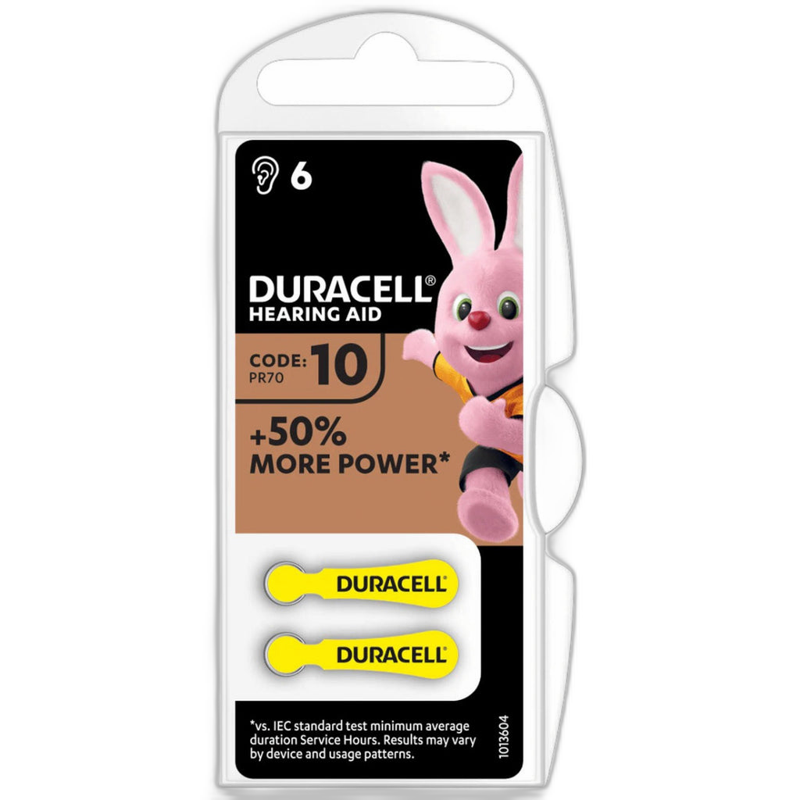 6
DURACELL®
HEARING AID
CODE: 10
PR70
+50%
MORE POWER*
DURACELL®
DURACELL®
*vs. IEC standard test minimum average
duration Service Hours. Results may vary
by device and usage patterns.
1013604